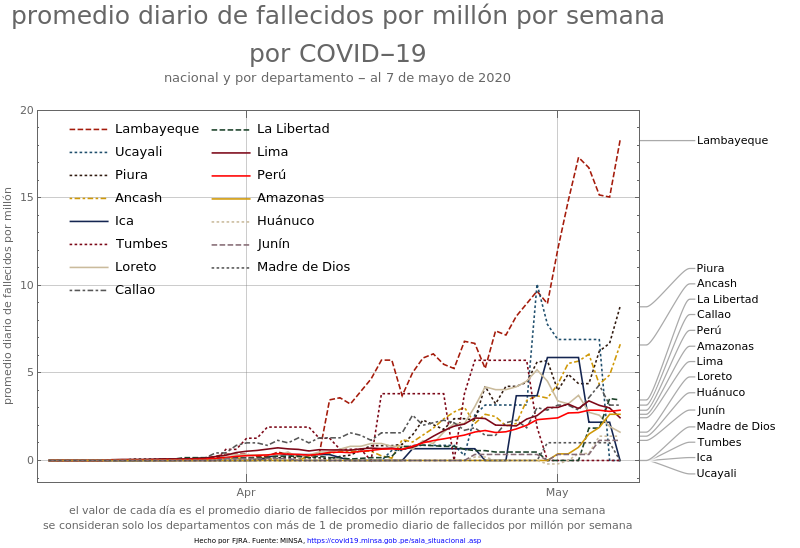 promedio diario de fallecidos por millón por semana
por COVID−19
nacional y por departamento − al 7 de mayo de 2020
promedio diario de fallecidos por millón
20
15
10
5
0
Apr
May
Lambayeque
Ucayali
Piura
Ancash
Ica
Tumbes
Loreto
Callao
La Libertad
Lima
Perú
Amazonas
Huánuco
Junín
Madre de Dios
Lambayeque
Piura
Ancash
La Libertad
Callao
Perú
Amazonas
Lima
Loreto
Huánuco
Junín
Madre de Dios
Tumbes
Ica
Ucayali
el valor de cada día es el promedio diario de fallecidos por millón reportados durante una semana
se consideran solo los departamentos con más de 1 de promedio diario de fallecidos por millón por semana
Hecho por FJRA. Fuente: MINSA, https://covid19.minsa.gob.pe/sala_situacional .asp